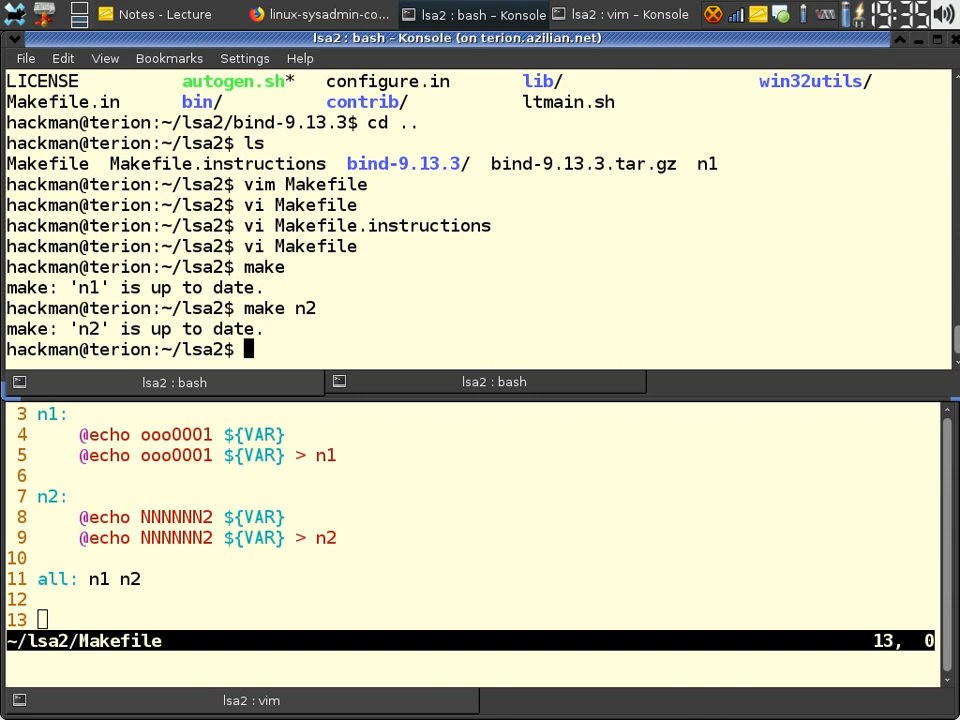 Notes - Lecture linux-sysadmin-co... lsa2 : bash – Konsole lsa2 : vim – Konsole 19:35
lsa2 : bash – Konsole (on terion.azilian.net)
File Edit View Bookmarks Settings Help
LICENSE autogen.sh* configure.in lib/ win32utils/
Makefile.in bin/ contrib/ ltmain.sh
hackman@terion:~/lsa2/bind-9.13.3$ cd ..
hackman@terion:~/lsa2$ ls
Makefile Makefile.instructions bind-9.13.3/ bind-9.13.3.tar.gz n1
hackman@terion:~/lsa2$ vim Makefile
hackman@terion:~/lsa2$ vi Makefile
hackman@terion:~/lsa2$ vi Makefile.instructions
hackman@terion:~/lsa2$ vi Makefile
hackman@terion:~/lsa2$ make
make: 'n1' is up to date.
hackman@terion:~/lsa2$ make n2
make: 'n2' is up to date.
hackman@terion:~/lsa2$
lsa2 : bash lsa2 : bash
3 n1:
4 @echo ooo0001 ${VAR}
5 @echo ooo0001 ${VAR} > n1
6
7 n2:
8 @echo NNNNNN2 ${VAR}
9 @echo NNNNNN2 ${VAR} > n2
10
11 all: n1 n2
12
13
~/lsa2/Makefile 13, 0
lsa2 : vim